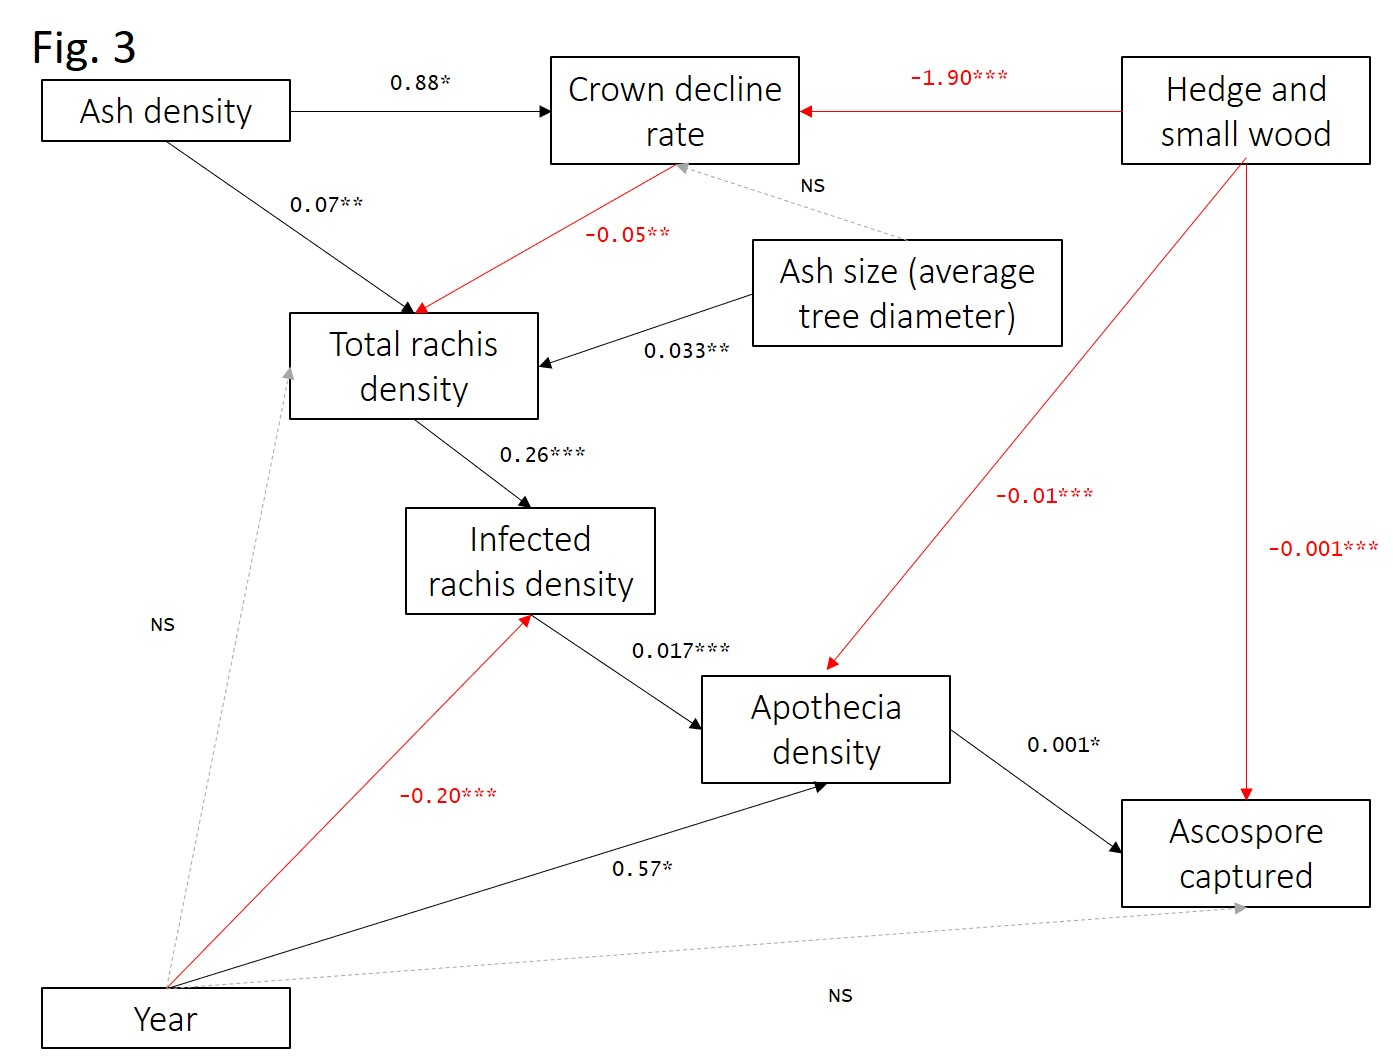 Fig. 3
Ash density
0.88*
Crown decline
rate
-1.90***
Hedge and
small wood
0.07**
-0.05**
NS
Ash size (average
tree diameter)
0.033**
Total rachis
density
0.26***
-0.01***
-0.001***
Infected
rachis density
NS
0.017***
Apothecia
density
0.001*
-0.20***
0.57*
Ascospore
captured
NS
Year